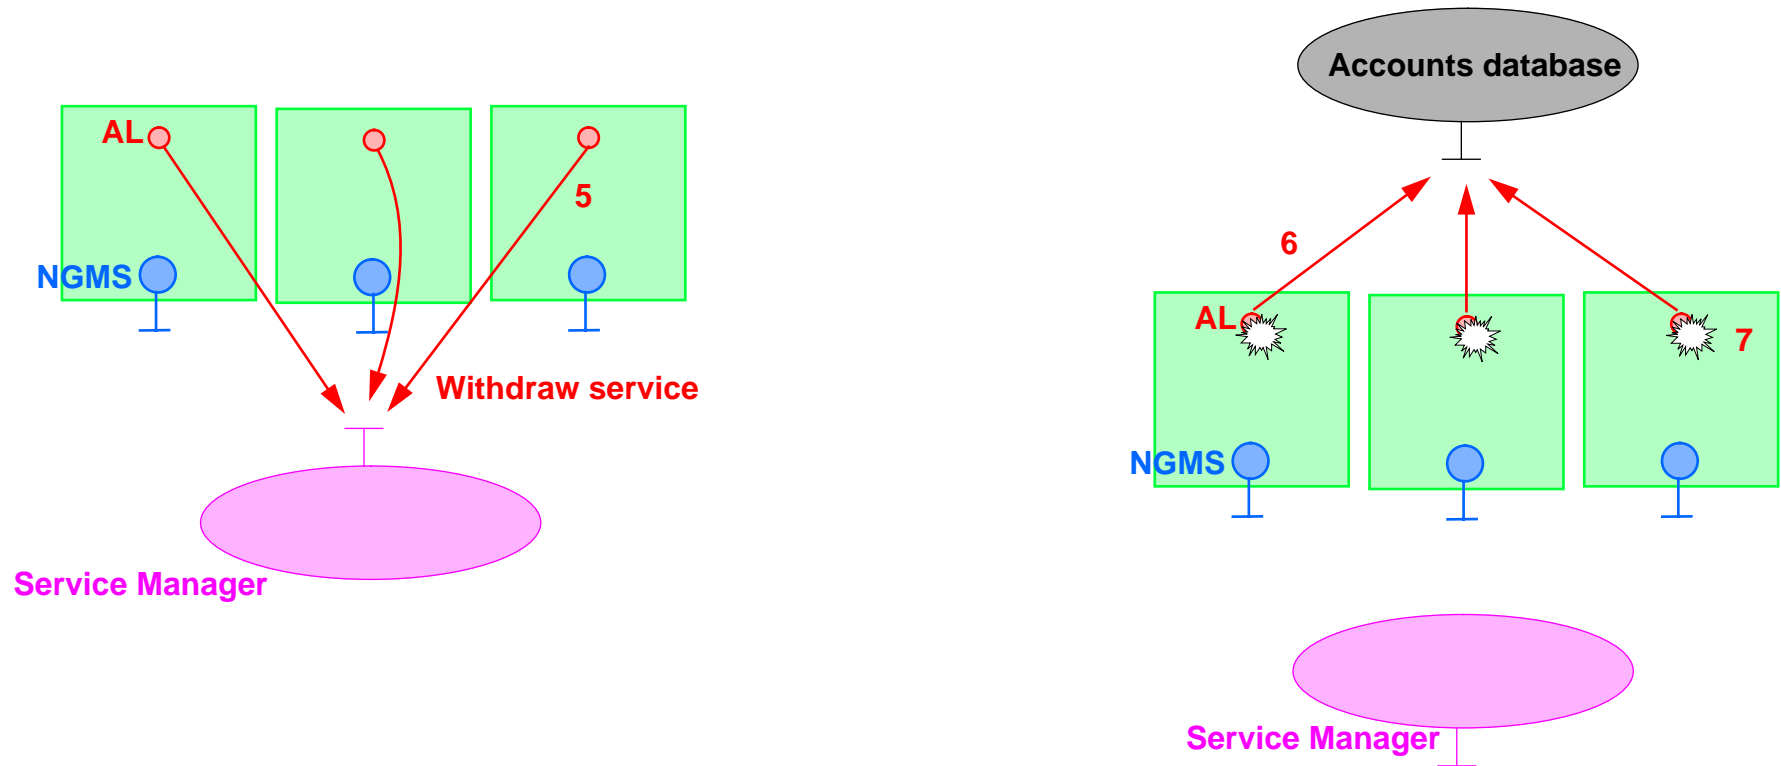 AL
5
NGMS
Withdraw service
Service Manager
Accounts database
6
AL
7
NGMS
Service Manager